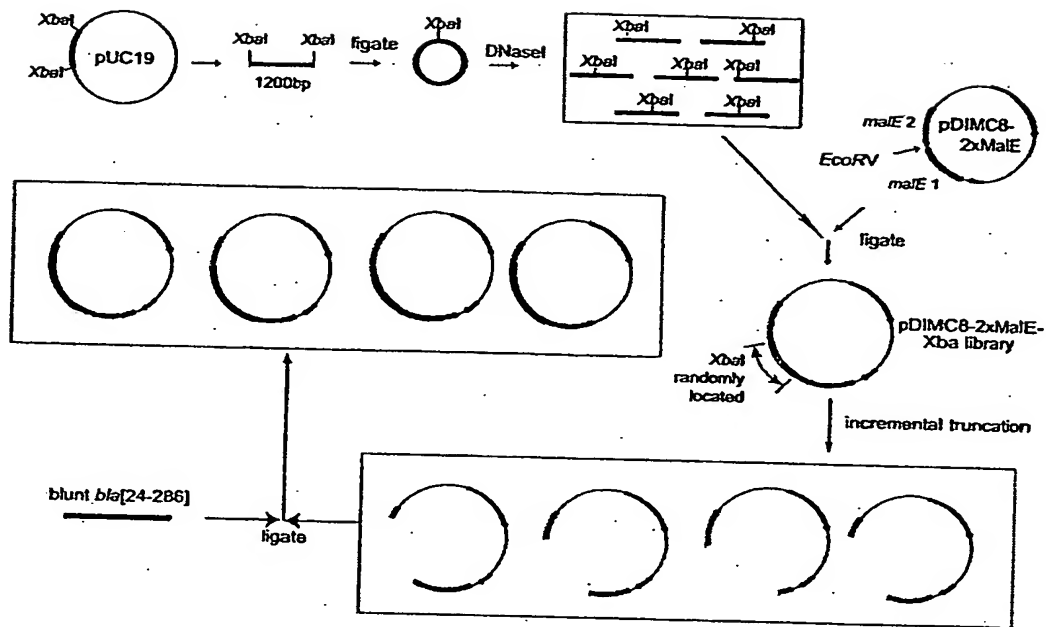 XbaI
XbaI
pUC19
XbaI
XbaI
1200bp
ligate
XbaI
DNaseI
XbaI
XbaI
XbaI
XbaI
XbaI
XbaI
XbaI
malE 2
pDIMC8-
2xMalE
EcoRV
malE 1
ligate
pDIMC8-2xMalE-
Xba library
XbaI
randomly
located
incremental truncation
blunt bla[24-286]
ligate